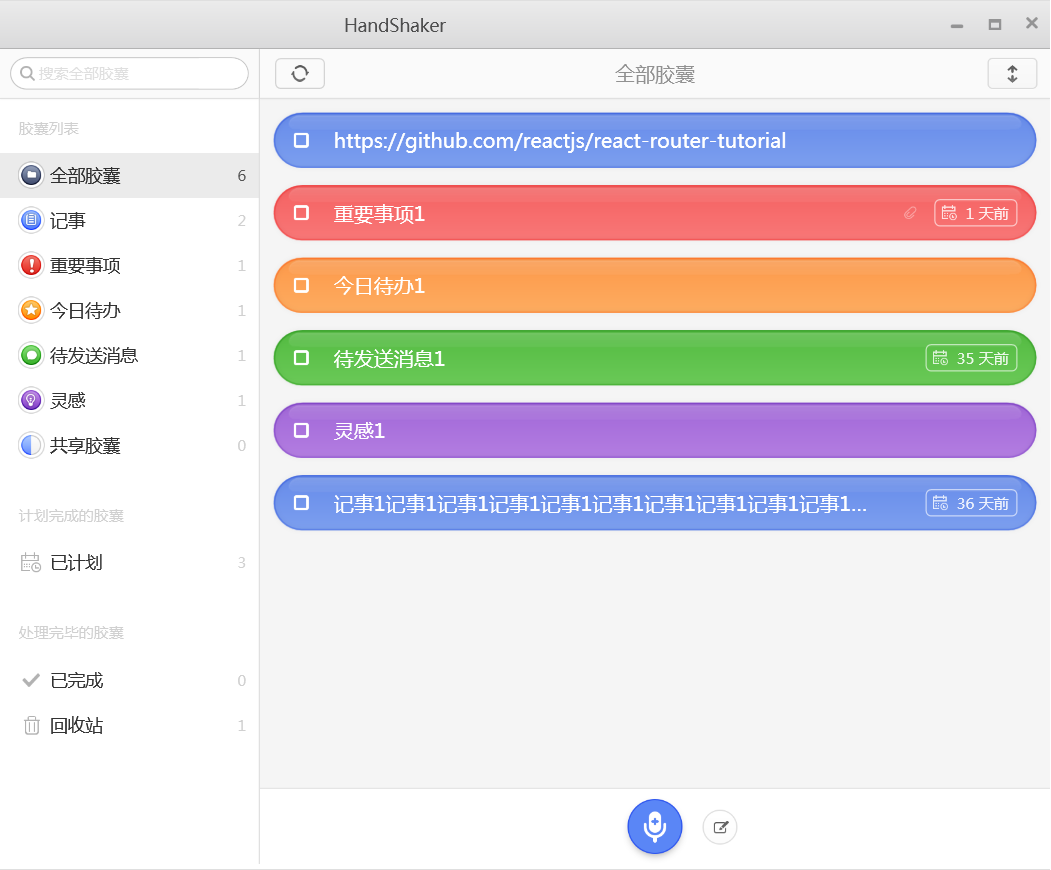 HandShaker
搜索全部胶囊
全部胶囊
胶囊列表
全部胶囊 6
记事 2
重要事项 1
今日待办 1
待发送消息 1
灵感 1
共享胶囊 0
计划完成的胶囊
已计划 3
处理完毕的胶囊
已完成 0
回收站 1
https://github.com/reactjs/react-router-tutorial
重要事项1 1 天前
今日待办1
待发送消息1 35 天前
灵感1
记事1记事1记事1记事1记事1记事1记事1记事1记事1记事1... 36 天前